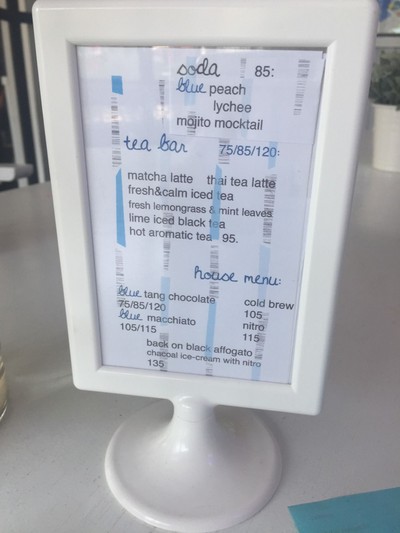 soda 85:
blue peach
lychee
mojito mocktail
tea bar 75/85/120:
matcha latte thai tea latte
fresh&calm iced tea
fresh lemongrass & mint leaves
lime iced black tea
hot aromatic tea 95.
house menu:
blue tang chocolate
75/85/120
blue macchiato
105/115
cold brew
105
nitro
115
back on black affogato
chacoal ice-cream with nitro
135